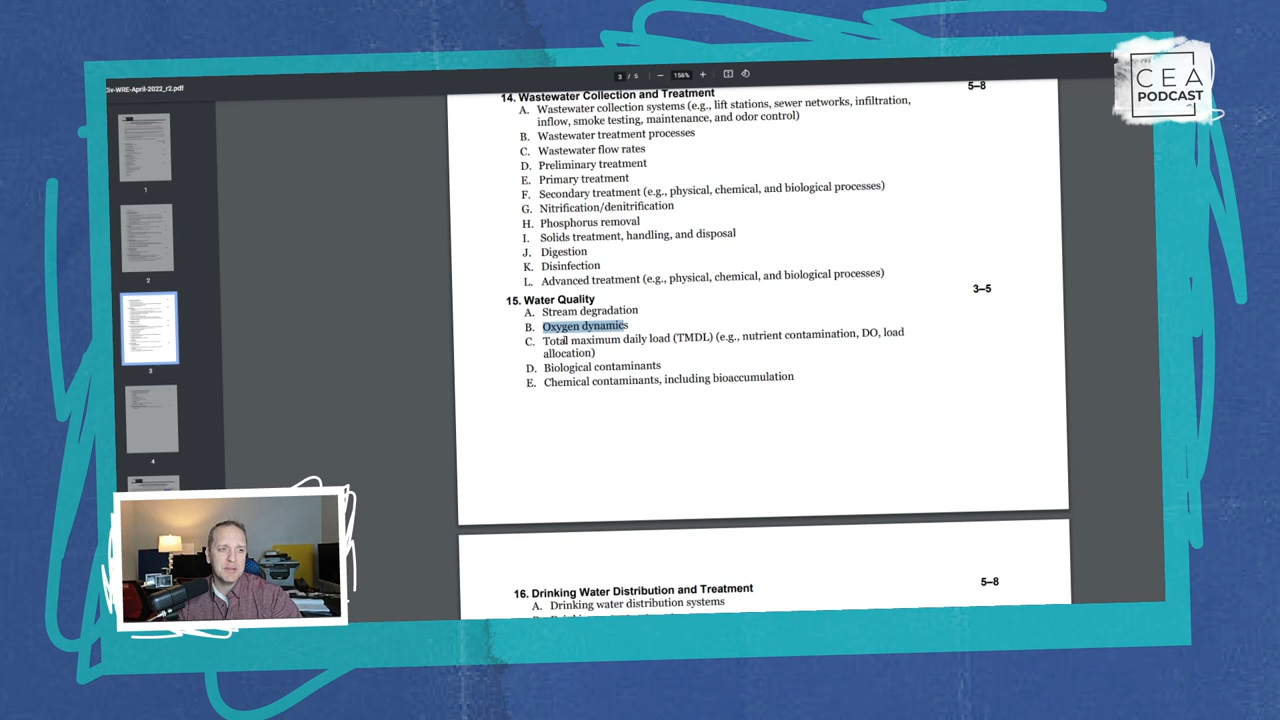 iv-WRE-April-2022_r2.pdf
3 / 5
156%
CEA
PODCAST
14. Wastewater Collection and Treatment 5–8
A. Wastewater collection systems (e.g., lift stations, sewer networks, infiltration,
inflow, smoke testing, maintenance, and odor control)
B. Wastewater treatment processes
C. Wastewater flow rates
D. Preliminary treatment
E. Primary treatment
F. Secondary treatment (e.g., physical, chemical, and biological processes)
G. Nitrification/denitrification
H. Phosphorus removal
I. Solids treatment, handling, and disposal
J. Digestion
K. Disinfection
L. Advanced treatment (e.g., physical, chemical, and biological processes)
15. Water Quality 3–5
A. Stream degradation
B. Oxygen dynamics
C. Total maximum daily load (TMDL) (e.g., nutrient contamination, DO, load
allocation)
D. Biological contaminants
E. Chemical contaminants, including bioaccumulation
16. Drinking Water Distribution and Treatment 5–8
A. Drinking water distribution systems
1
2
3
4